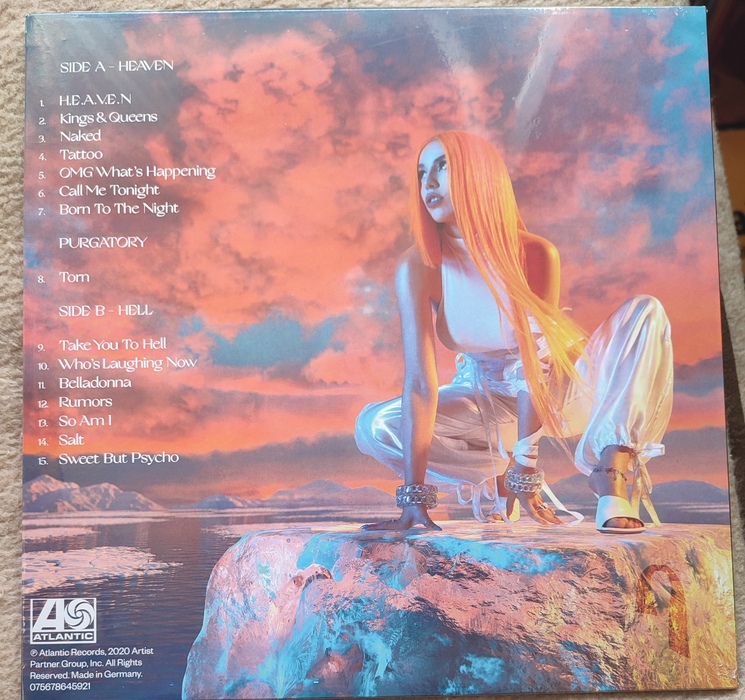 SIDE A - HEAVEN
1. H.E.A.V.E.N
2. Kings & Queens
3. Naked
4. Tattoo
5. OMG What's Happening
6. Call Me Tonight
7. Born To The Night
PURGATORY
8. Torn
SIDE B - HELL
9. Take You To Hell
10. Who's Laughing Now
11. Belladonna
12. Rumors
13. So Am I
14. Salt
15. Sweet But Psycho
ATLANTIC
℗ Atlantic Records, 2020 Artist
Partner Group, Inc. All Rights
Reserved. Made in Germany.
075678645921